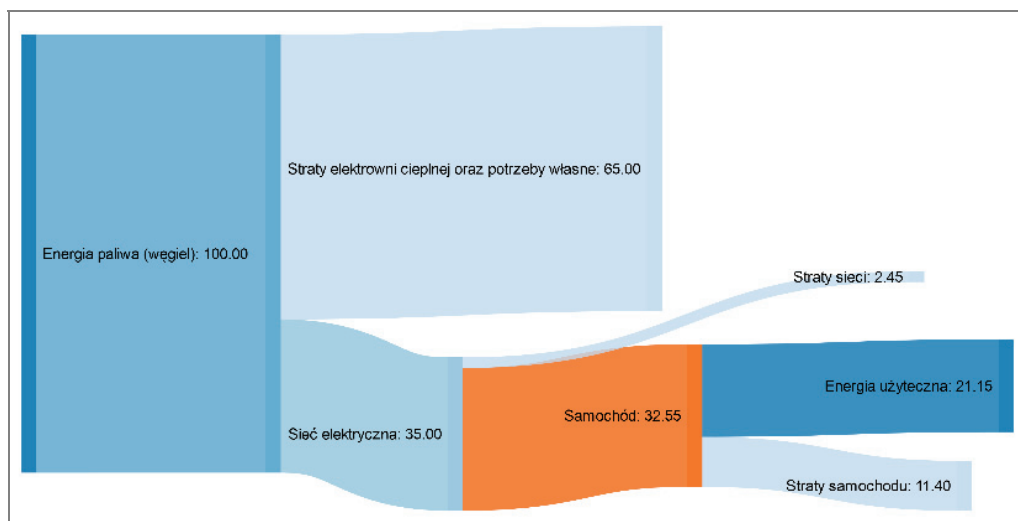 Energia paliwa (węgiel): 100.00
Straty elektrowni cieplnej oraz potrzeby własne: 65.00
Sieć elektryczna: 35.00
Straty sieci: 2.45
Samochód: 32.55
Energia użyteczna: 21.15
Straty samochodu: 11.40